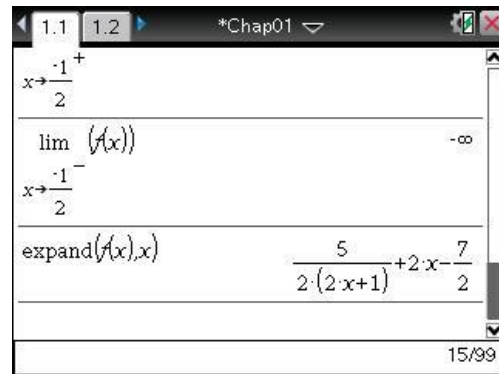 1.1 1.2 *Chap01
x→-1/2+
lim (f(x)) -∞
x→-1/2-
expand(f(x),x) 5/(2·(2·x+1))+2·x-7/2
15/99